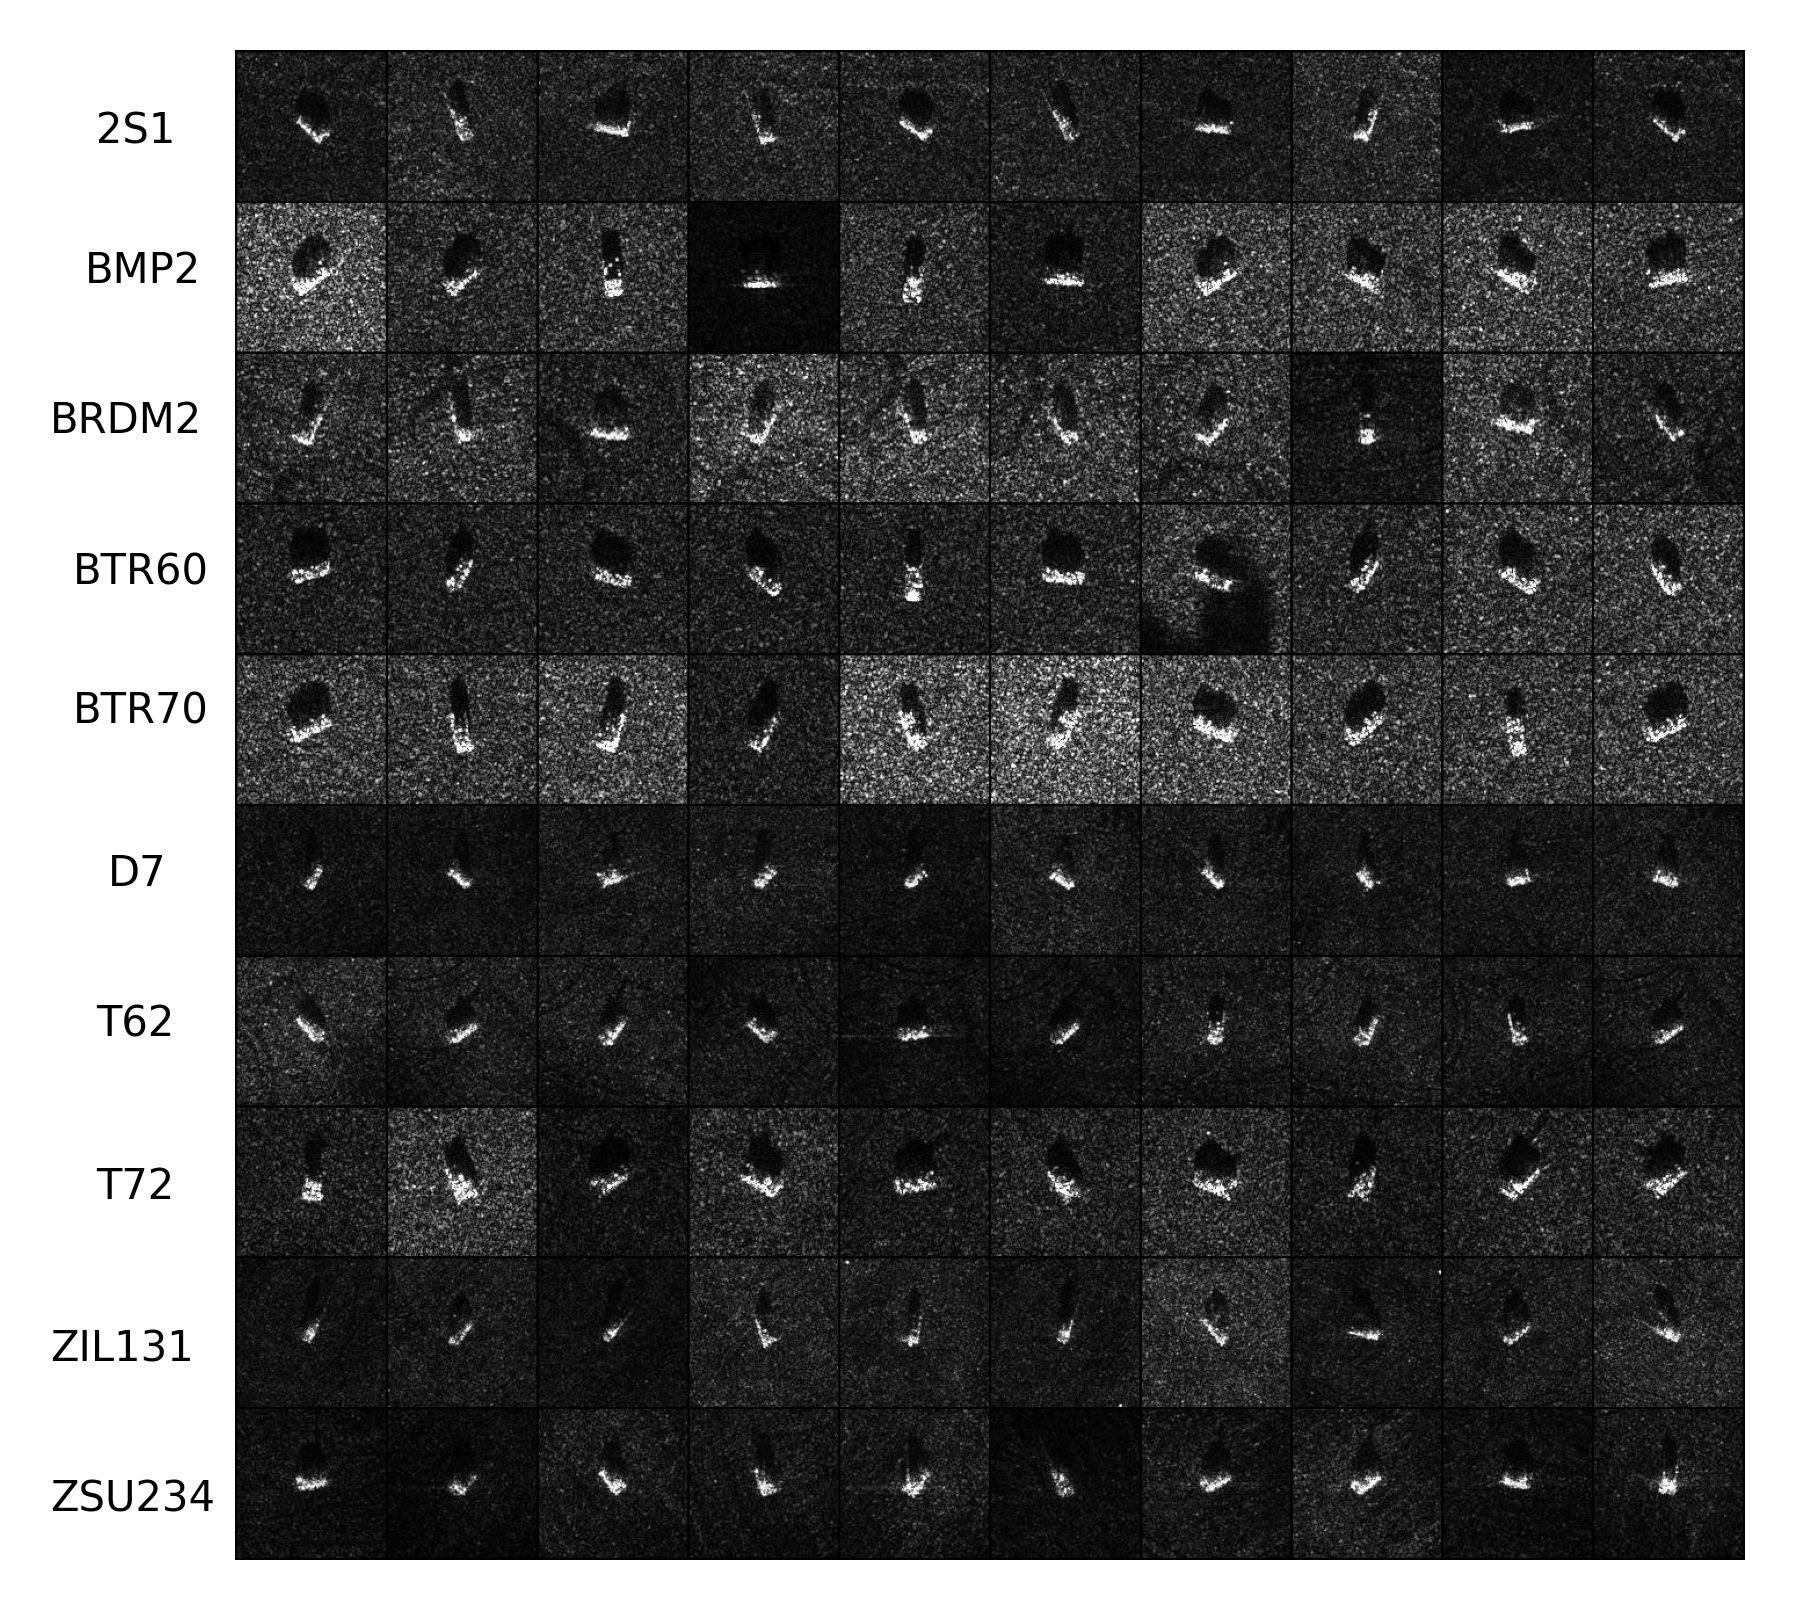 2S1
BMP2
BRDM2
BTR60
BTR70
D7
T62
T72
ZIL131
ZSU234